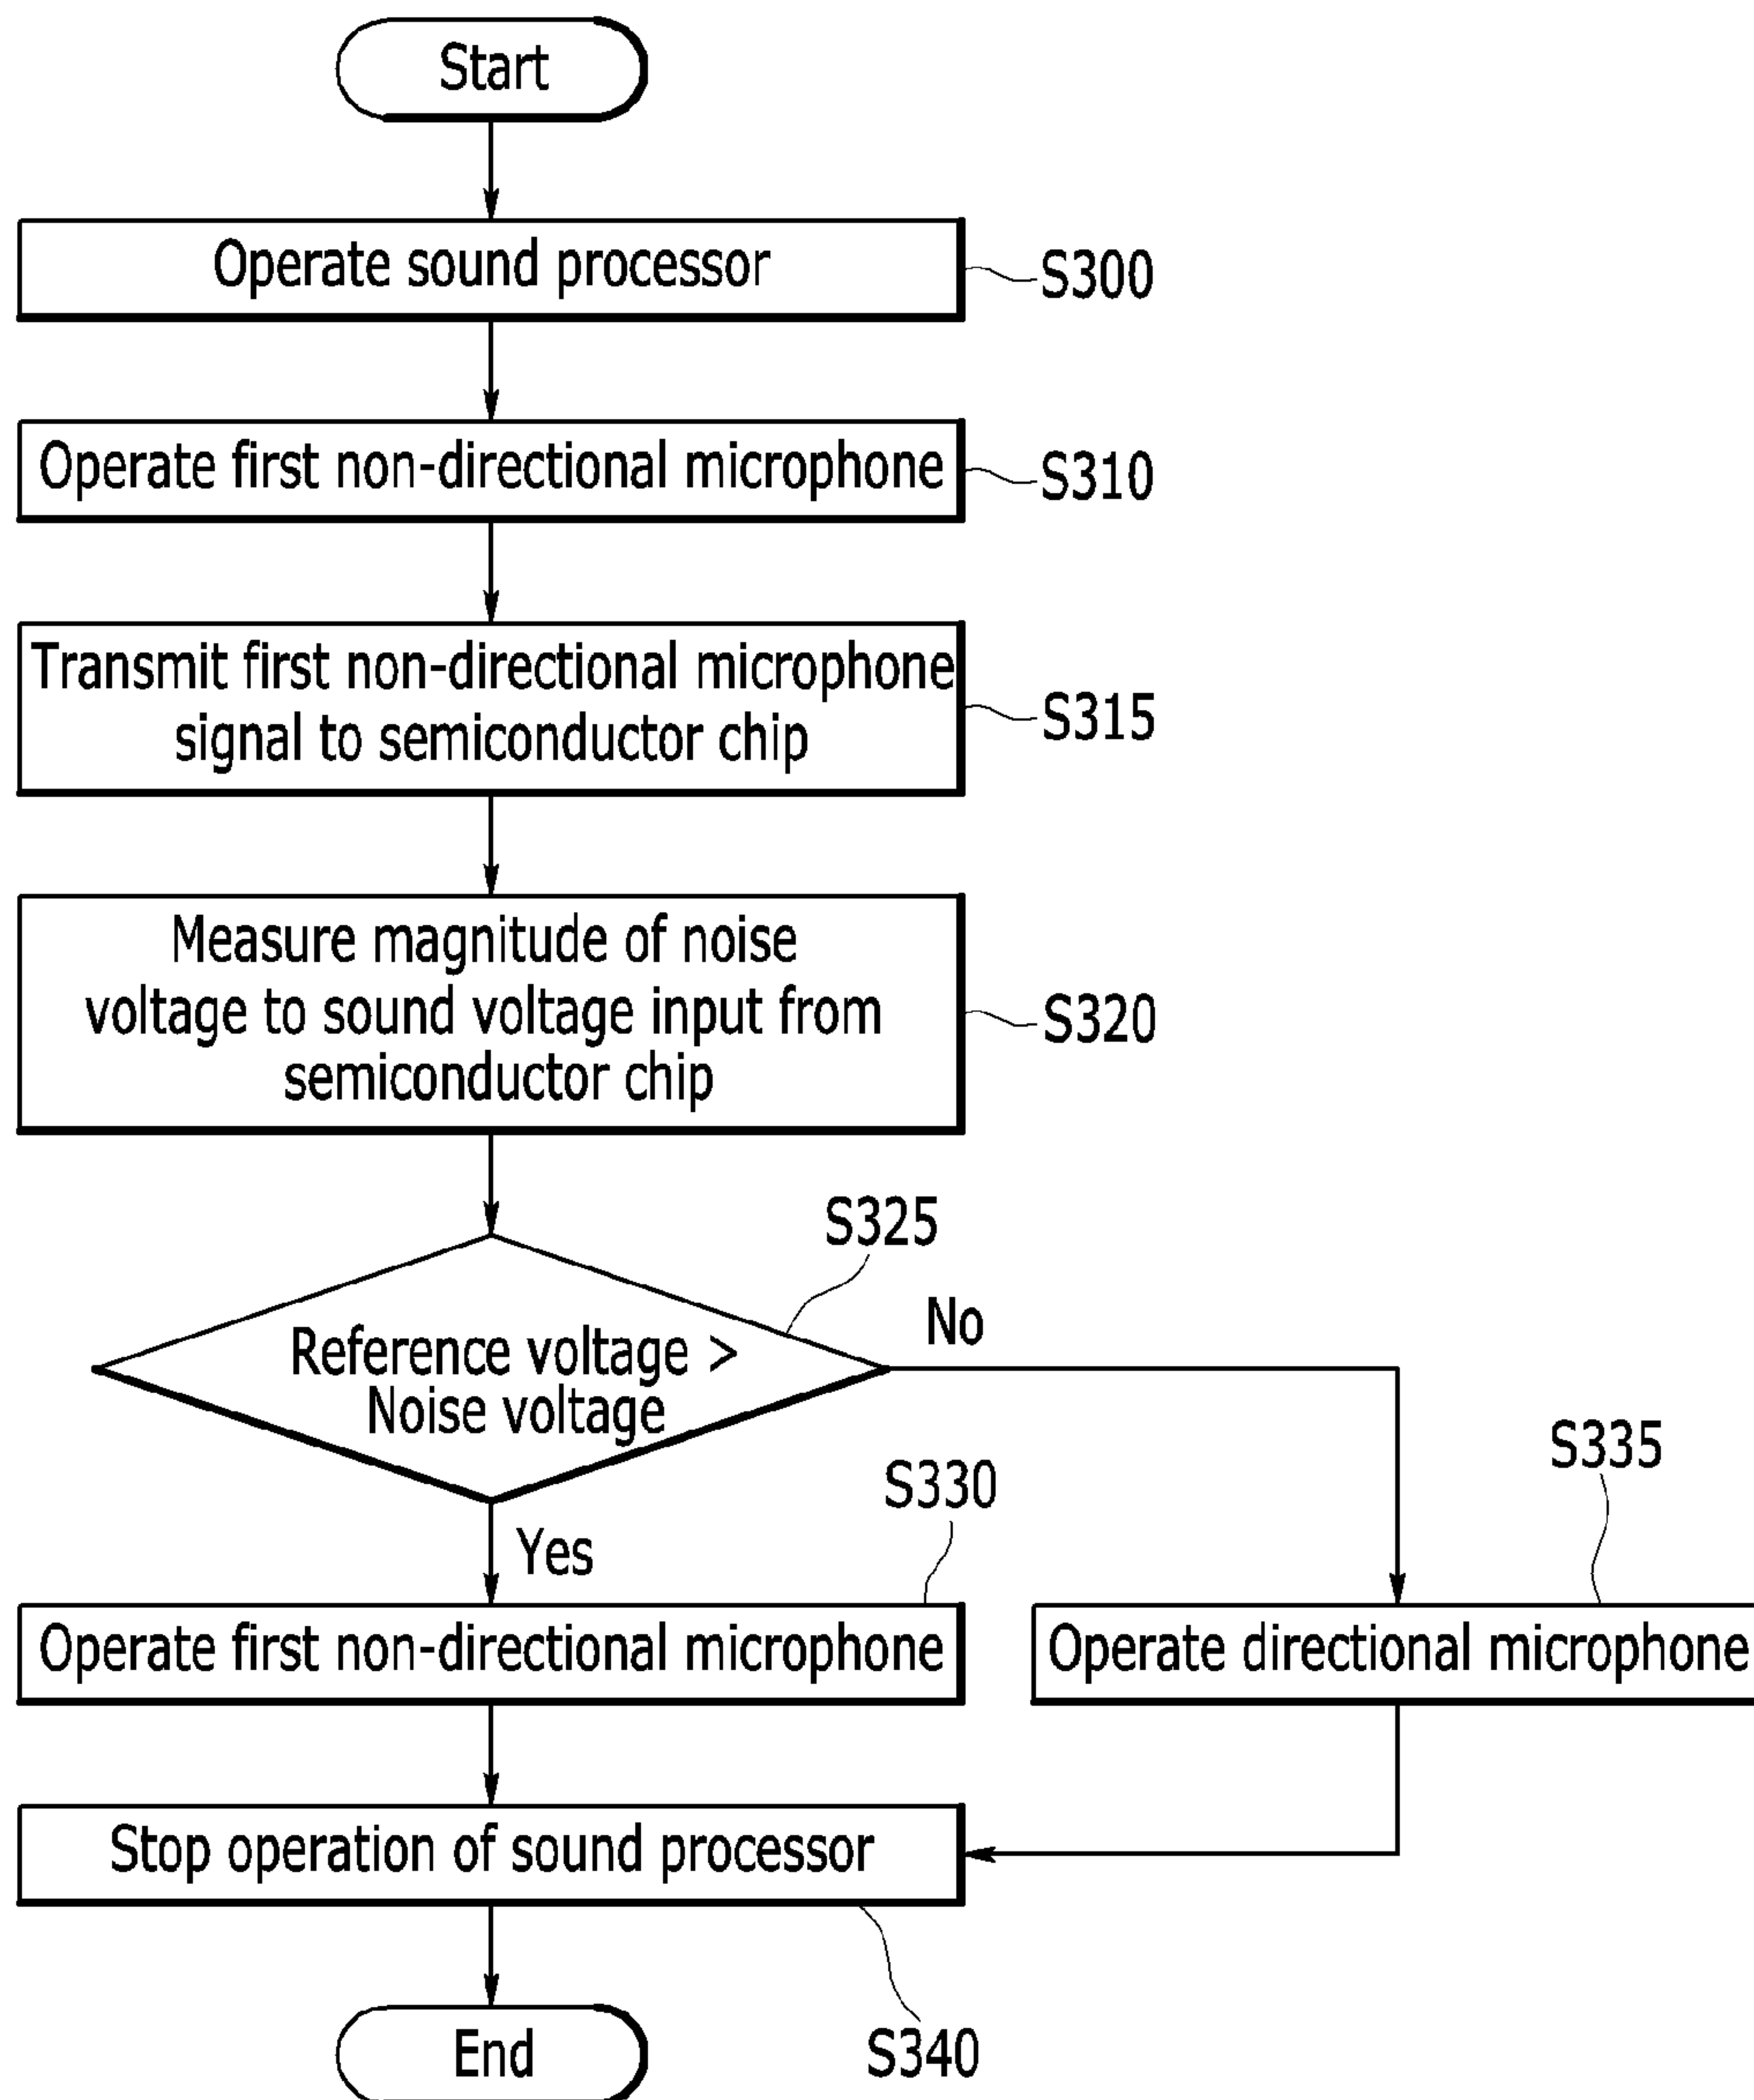 Start
Operate sound processor
S300
Operate first non-directional microphone
S310
Transmit first non-directional microphone
signal to semiconductor chip
S315
Measure magnitude of noise
voltage to sound voltage input from
semiconductor chip
S320
S325
Reference voltage >
Noise voltage
No
Yes
S330
S335
Operate first non-directional microphone
Operate directional microphone
Stop operation of sound processor
S340
End